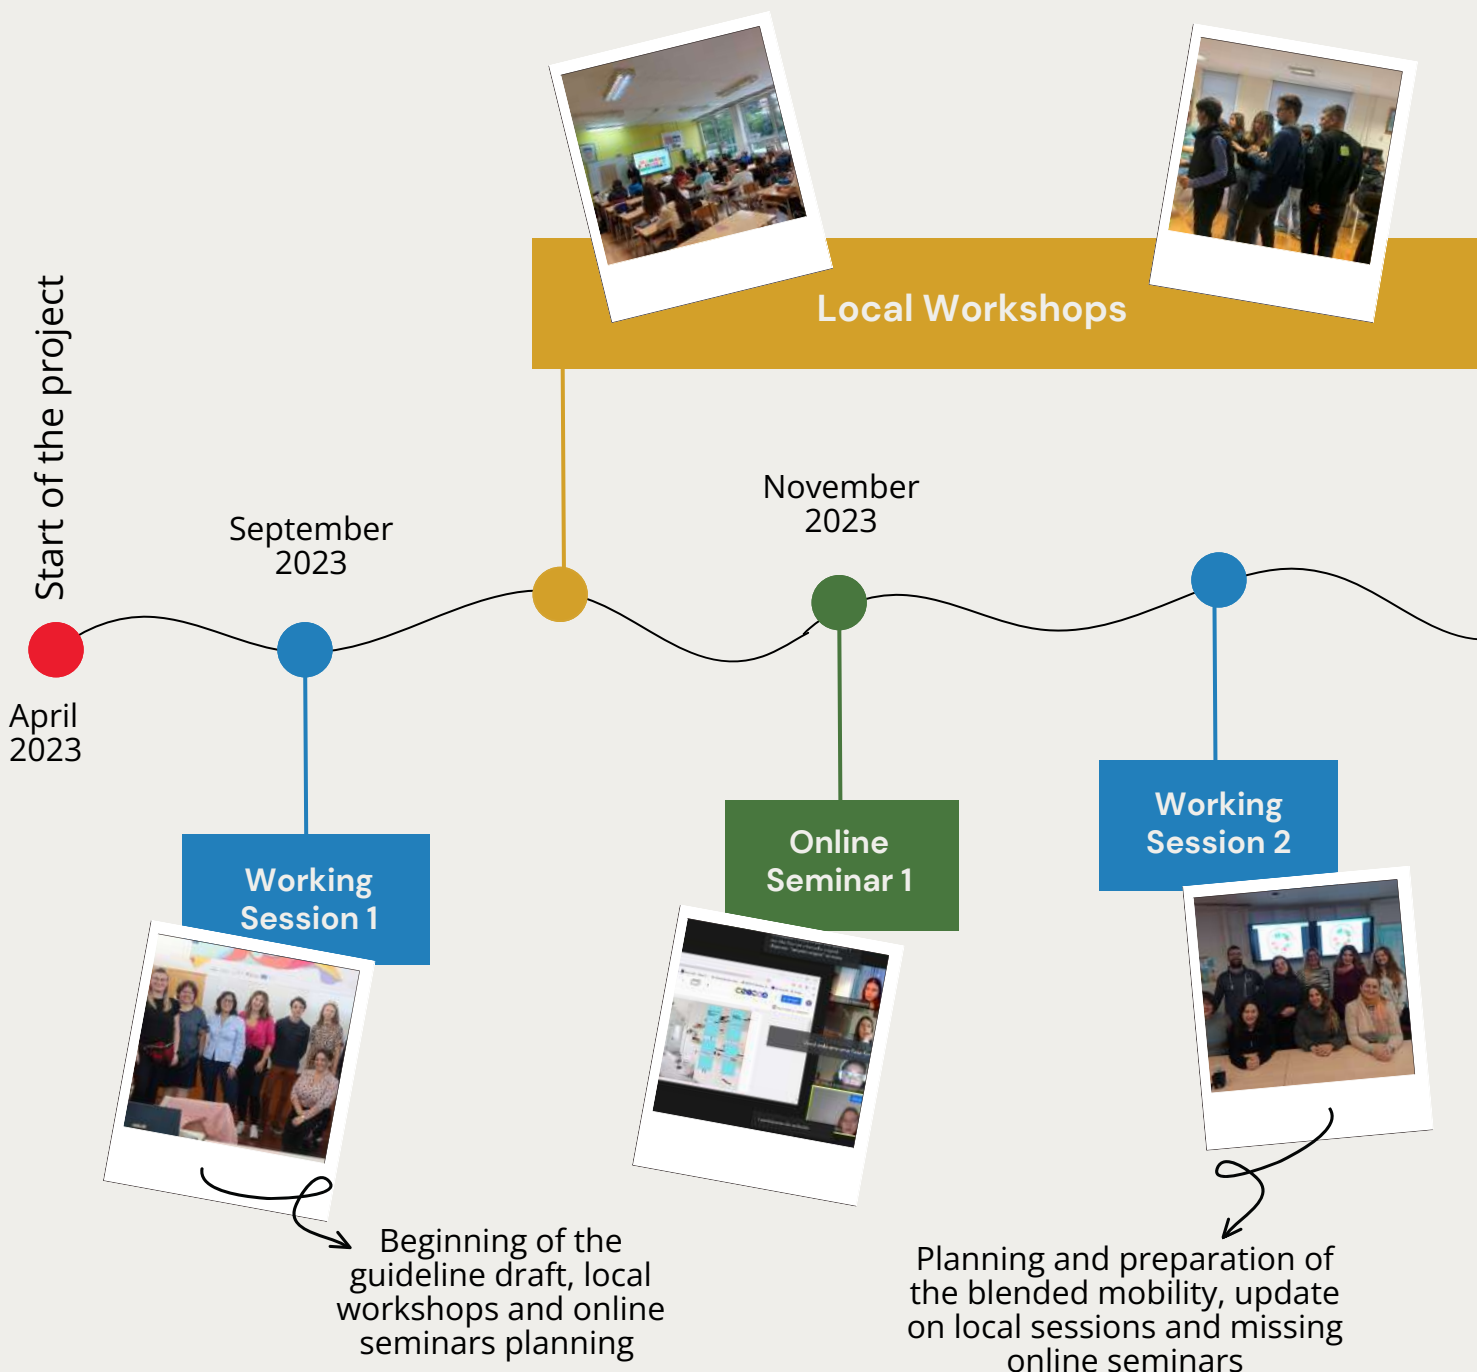 Local Workshops
Start of the project
September
2023
November
2023
April
2023
Working
Session 1
Online
Seminar 1
Working
Session 2
Beginning of the
guideline draft, local
workshops and online
seminars planning
Planning and preparation of
the blended mobility, update
on local sessions and missing
online seminars